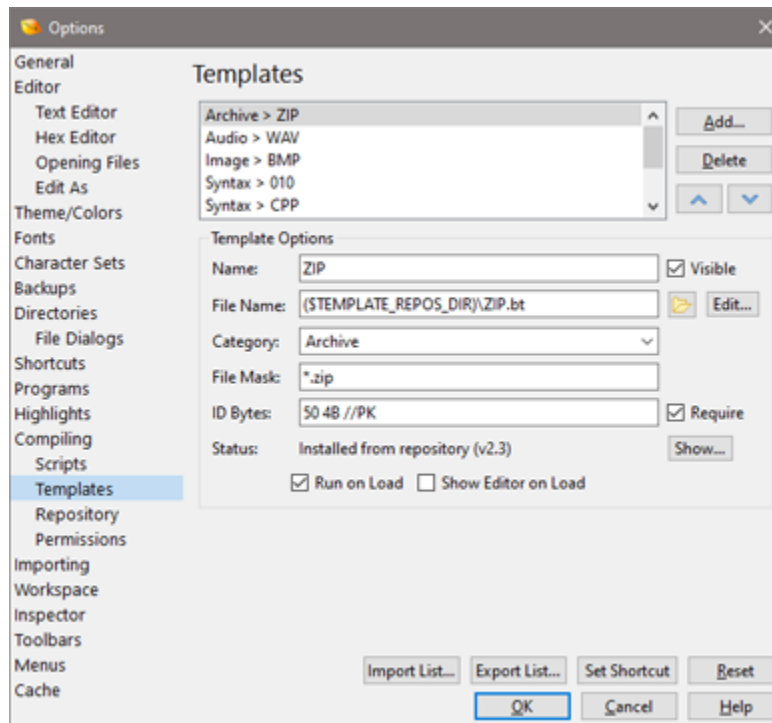 Options
General
Editor
Text Editor
Hex Editor
Opening Files
Edit As
Theme/Colors
Fonts
Character Sets
Backups
Directories
File Dialogs
Shortcuts
Programs
Highlights
Compiling
Scripts
Templates
Repository
Permissions
Importing
Workspace
Inspector
Toolbars
Menus
Cache
Templates
Archive > ZIP
Audio > WAV
Image > BMP
Syntax > 010
Syntax > CPP
Add...
Delete
Template Options
Name: ZIP Visible
File Name: ($TEMPLATE_REPOS_DIR)\ZIP.bt Edit...
Category: Archive
File Mask: *.zip
ID Bytes: 50 4B //PK Require
Status: Installed from repository (v2.3) Show...
Run on Load Show Editor on Load
Import List... Export List... Set Shortcut Reset
OK Cancel Help